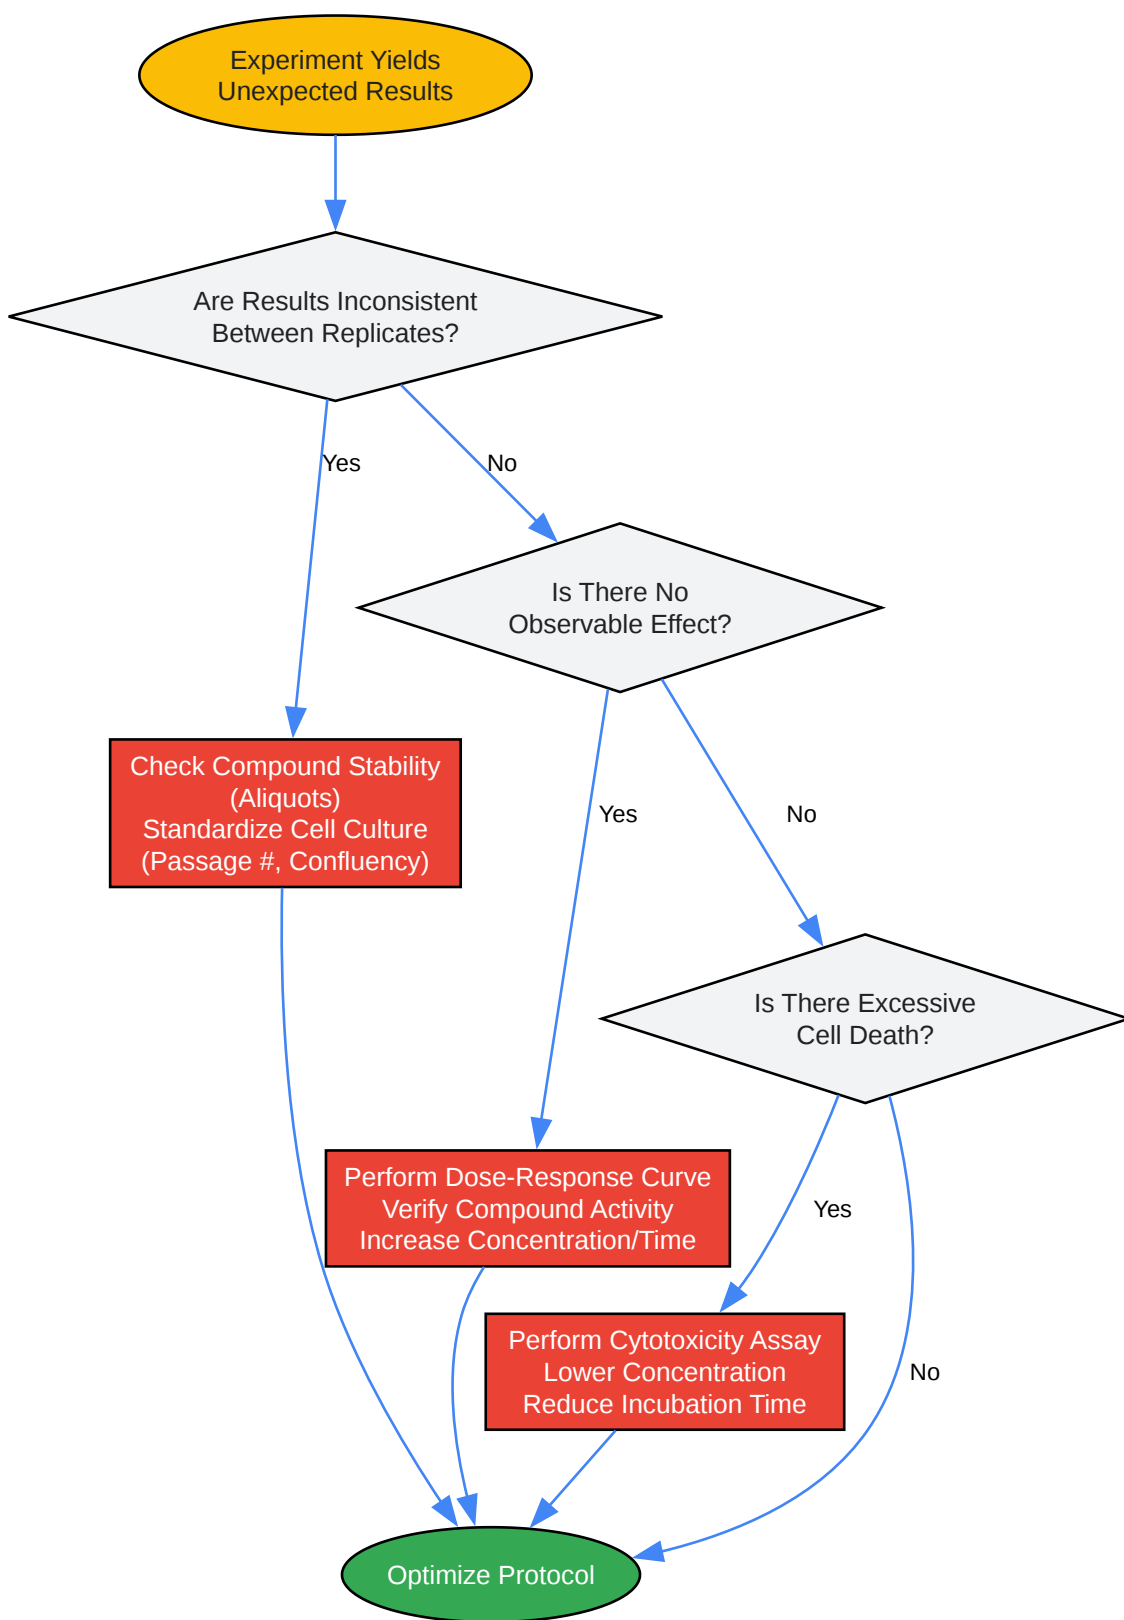 Experiment Yields
Unexpected Results
Are Results Inconsistent
Between Replicates?
Yes
No
Is There No
Observable Effect?
Check Compound Stability
(Aliquots)
Standardize Cell Culture
(Passage #, Confluency)
Yes
No
Is There Excessive
Cell Death?
Perform Dose-Response Curve
Verify Compound Activity
Increase Concentration/Time
Yes
Perform Cytotoxicity Assay
Lower Concentration
Reduce Incubation Time
No
Optimize Protocol